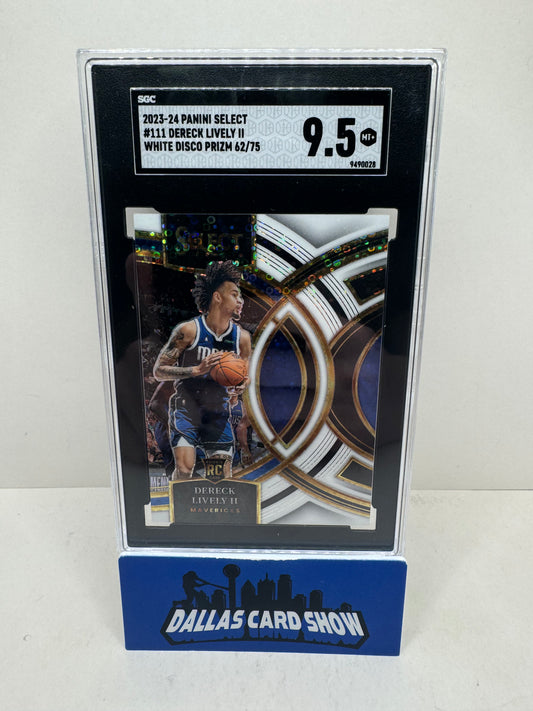 SGC
2023-24 PANINI SELECT
#111 DERECK LIVELY II
WHITE DISCO PRIZM 62/75
9.5
MT+
9490028
SELECT
RC
DERECK
LIVELY II
MAVERICKS
DALLAS CARD SHOW